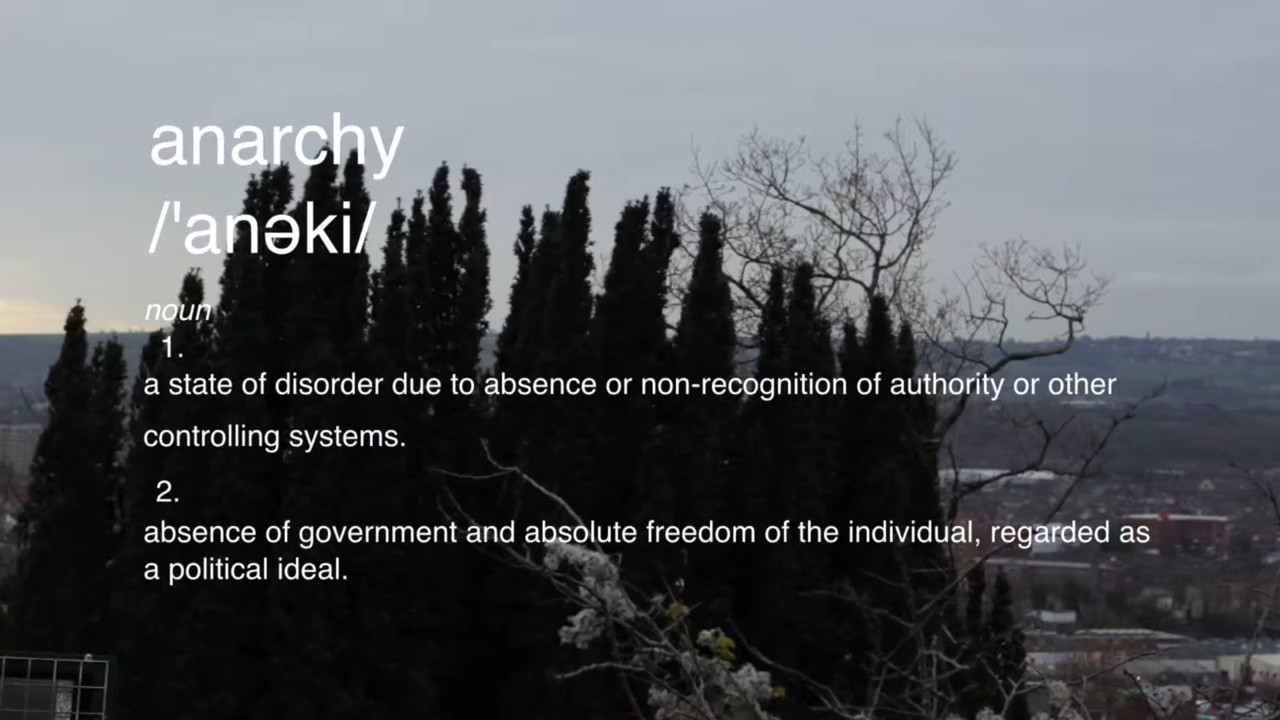 anarchy
/'anəki/
noun
1.
a state of disorder due to absence or non-recognition of authority or other
controlling systems.
2.
absence of government and absolute freedom of the individual, regarded as
a political ideal.